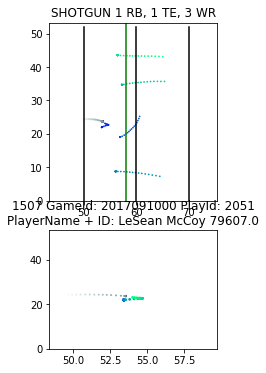 SHOTGUN 1 RB, 1 TE, 3 WR
50
40
30
20
10
0
50 60 70
1507 GameId: 2017091000 PlayId: 2051
PlayerName + ID: LeSean McCoy 79607.0
40
20
0
50.0 52.5 55.0 57.5